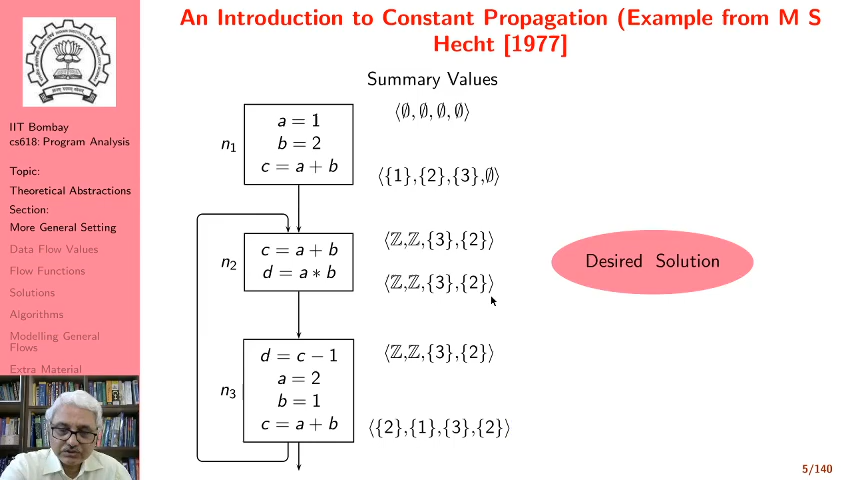 An Introduction to Constant Propagation (Example from M S
Hecht [1977]
IIT Bombay
cs618: Program Analysis
Topic:
Theoretical Abstractions
Section:
More General Setting
Data Flow Values
Flow Functions
Solutions
Algorithms
Modelling General
Flows
Extra Material
Summary Values
n₁
a = 1
b = 2
c = a + b
⟨∅, ∅, ∅, ∅⟩
⟨{1},{2},{3},∅⟩
n₂
c = a + b
d = a ∗ b
⟨ℤ,ℤ,{3},{2}⟩
⟨ℤ,ℤ,{3},{2}⟩
Desired Solution
n₃
d = c − 1
a = 2
b = 1
c = a + b
⟨ℤ,ℤ,{3},{2}⟩
⟨{2},{1},{3},{2}⟩
5/140